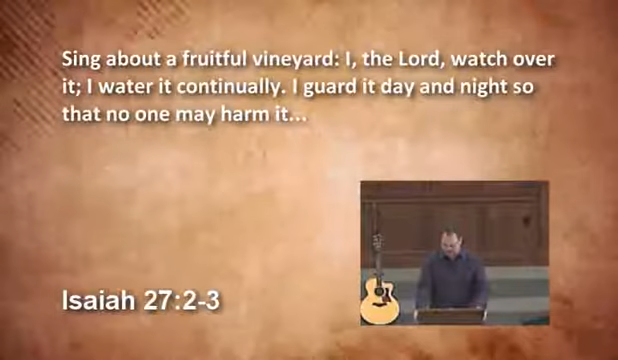 Sing about a fruitful vineyard: I, the Lord, watch over
it; I water it continually. I guard it day and night so
that no one may harm it...
Isaiah 27:2-3